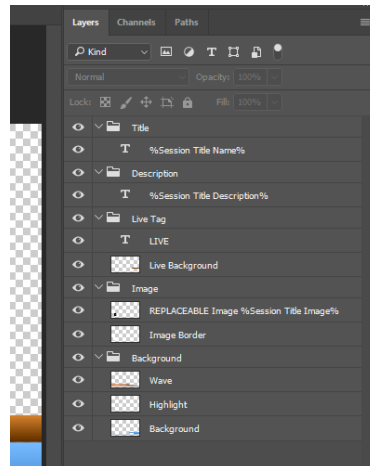 Layers Channels Paths
Kind T
Normal Opacity: 100%
Lock: Fill: 100%
Title
T %Session Title Name%
Description
T %Session Title Description%
Live Tag
T LIVE
Live Background
Image
REPLACEABLE Image %Session Title Image%
Image Border
Background
Wave
Highlight
Background